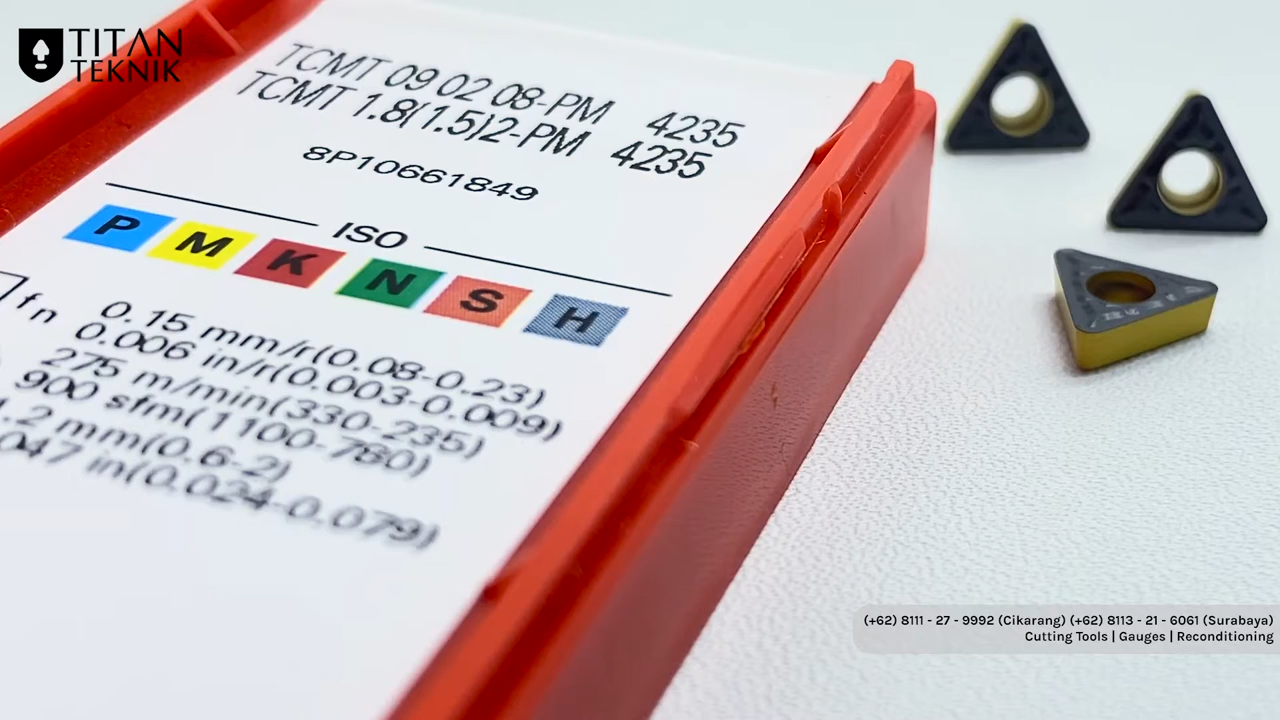 TITAN
TEKNIK
TCMT 09 02 08-PM 4235
TCMT 1.8(1.5)2-PM 4235
8P10661849
ISO
P M K N S H
fn 0.15 mm/r(0.08-0.23)
0.006 in/r(0.003-0.009)
275 m/min(330-235)
900 sfm(1100-780)
.2 mm(0.6-2)
047 in(0.024-0.079)
(+62) 8111 - 27 - 9992 (Cikarang) (+62) 8113 - 21 - 6061 (Surabaya)
Cutting Tools | Gauges | Reconditioning